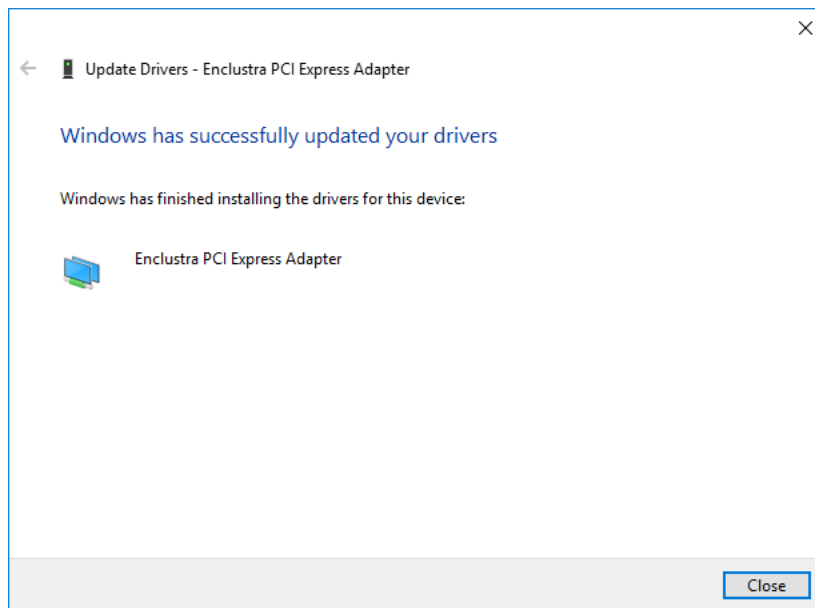 Update Drivers - Enclustra PCI Express Adapter
Windows has successfully updated your drivers
Windows has finished installing the drivers for this device:
Enclustra PCI Express Adapter
Close